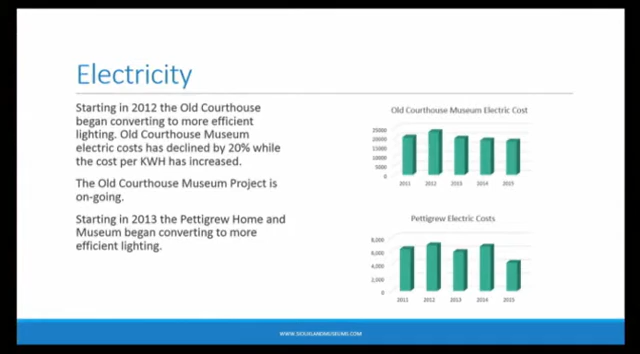 Electricity
Starting in 2012 the Old Courthouse
began converting to more efficient
lighting. Old Courthouse Museum
electric costs has declined by 20% while
the cost per KWH has increased.
The Old Courthouse Museum Project is
on-going.
Starting in 2013 the Pettigrew Home and
Museum began converting to more
efficient lighting.
Old Courthouse Museum Electric Cost
25000
20000
15000
10000
5000
0
2011 2012 2013 2014 2015
Pettigrew Electric Costs
8,000
6,000
4,000
2,000
0
2012 2013 2014 2015
WWW.SIOUXLANDMUSEUMS.COM